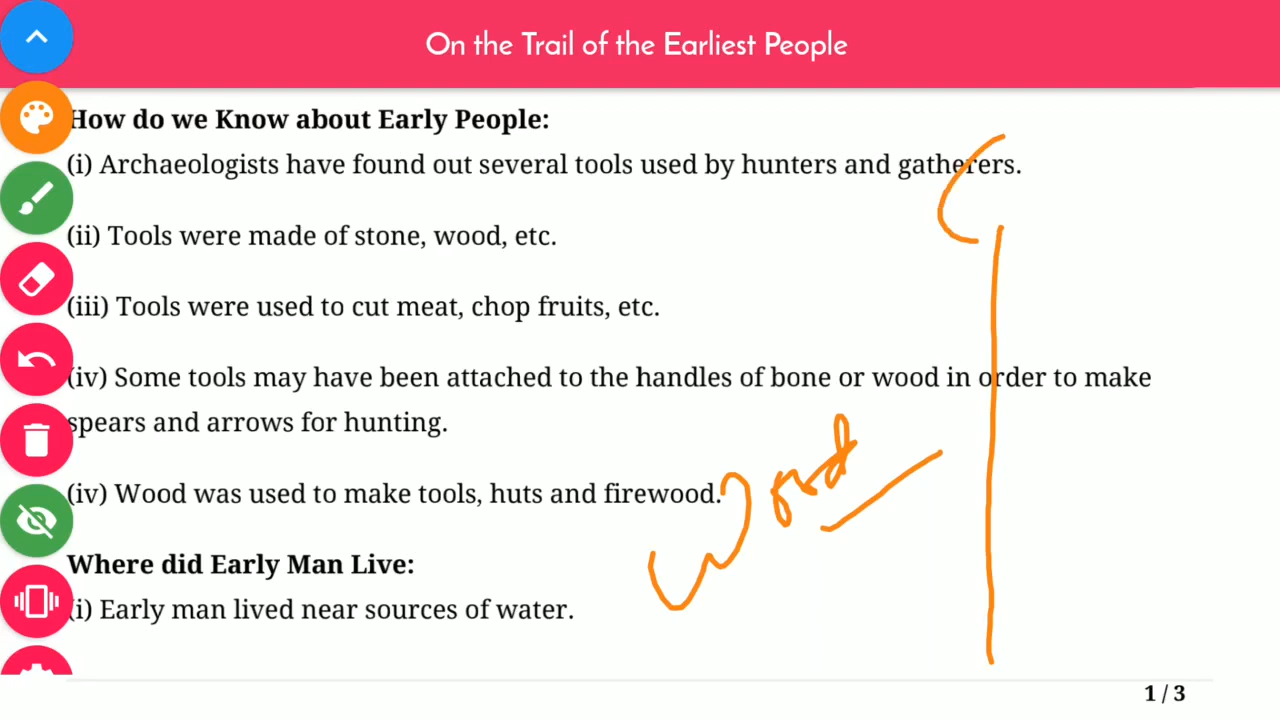 On the Trail of the Earliest People
How do we Know about Early People:
(i) Archaeologists have found out several tools used by hunters and gatherers.
(ii) Tools were made of stone, wood, etc.
(iii) Tools were used to cut meat, chop fruits, etc.
(iv) Some tools may have been attached to the handles of bone or wood in order to make
spears and arrows for hunting.
(iv) Wood was used to make tools, huts and firewood.
Wood
Where did Early Man Live:
(i) Early man lived near sources of water.
1 / 3